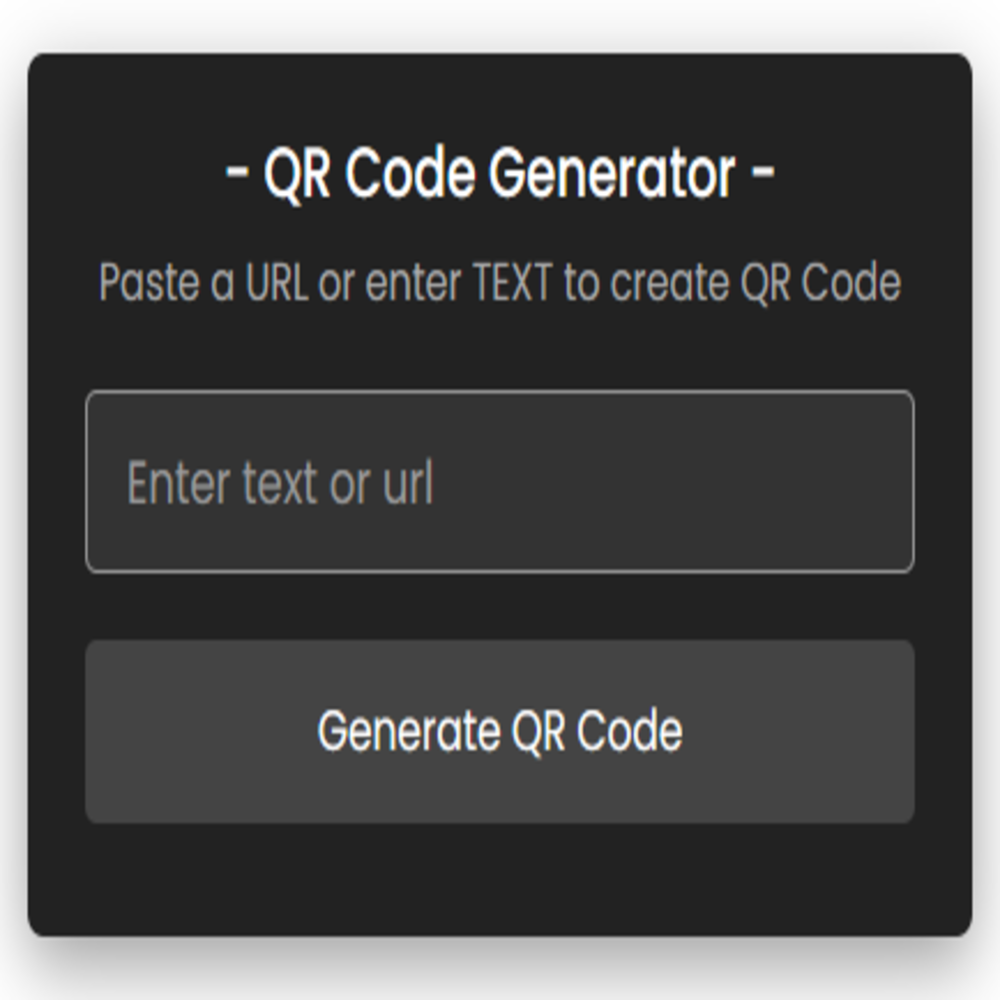 - QR Code Generator -
Paste a URL or enter TEXT to create QR Code
Enter text or url
Generate QR Code